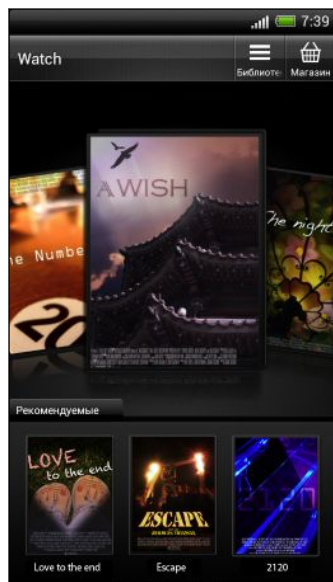 7:39
Watch
Библиоте
Магазин
A WISH
The Numbe
20
The night
Рекомендуемые
LOVE
to the end
ESCAPE
2120
Love to the end
Escape
2120